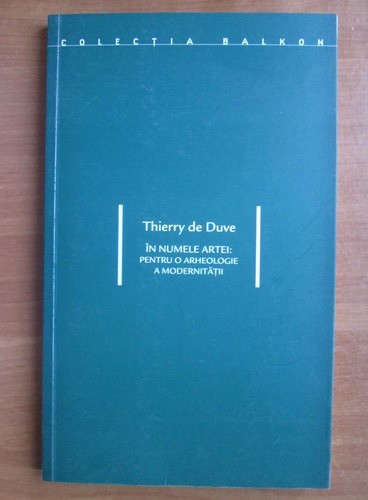 COLECȚIA BALKON
Thierry de Duve
ÎN NUMELE ARTEI:
PENTRU O ARHEOLOGIE
A MODERNITĂȚII